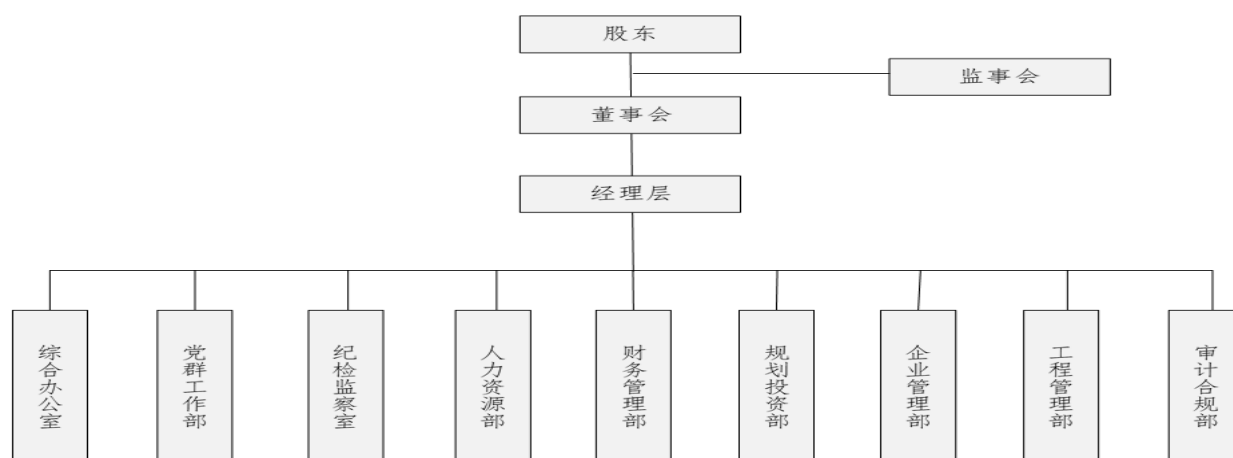 股东
监事会
董事会
经理层
综合办公室
党群工作部
纪检监察室
人力资源部
财务管理部
规划投资部
企业管理部
工程管理部
审计合规部